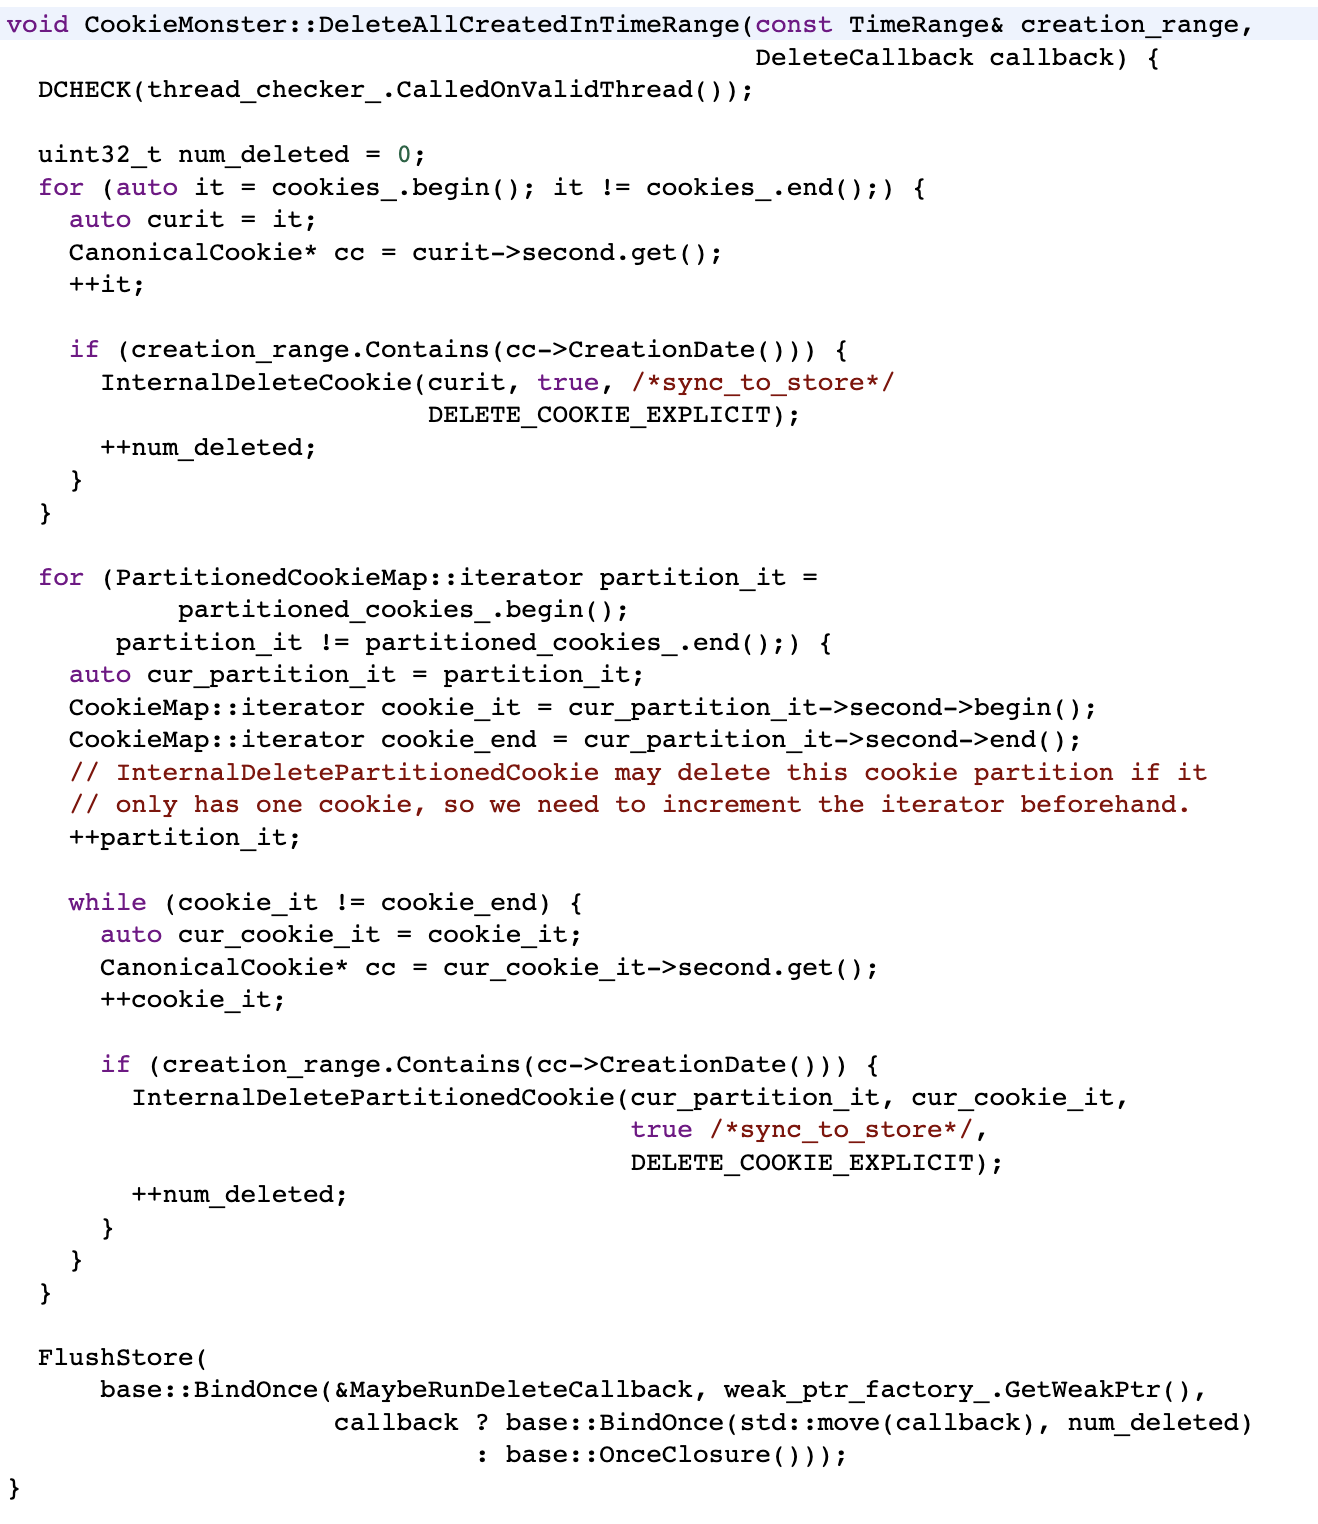 void CookieMonster::DeleteAllCreatedInTimeRange(const TimeRange& creation_range,
                                                DeleteCallback callback) {
  DCHECK(thread_checker_.CalledOnValidThread());

  uint32_t num_deleted = 0;
  for (auto it = cookies_.begin(); it != cookies_.end();) {
    auto curit = it;
    CanonicalCookie* cc = curit->second.get();
    ++it;

    if (creation_range.Contains(cc->CreationDate())) {
      InternalDeleteCookie(curit, true, /*sync_to_store*/
                           DELETE_COOKIE_EXPLICIT);
      ++num_deleted;
    }
  }

  for (PartitionedCookieMap::iterator partition_it =
           partitioned_cookies_.begin();
       partition_it != partitioned_cookies_.end();) {
    auto cur_partition_it = partition_it;
    CookieMap::iterator cookie_it = cur_partition_it->second->begin();
    CookieMap::iterator cookie_end = cur_partition_it->second->end();
    // InternalDeletePartitionedCookie may delete this cookie partition if it
    // only has one cookie, so we need to increment the iterator beforehand.
    ++partition_it;

    while (cookie_it != cookie_end) {
      auto cur_cookie_it = cookie_it;
      CanonicalCookie* cc = cur_cookie_it->second.get();
      ++cookie_it;

      if (creation_range.Contains(cc->CreationDate())) {
        InternalDeletePartitionedCookie(cur_partition_it, cur_cookie_it,
                                        true /*sync_to_store*/,
                                        DELETE_COOKIE_EXPLICIT);
        ++num_deleted;
      }
    }
  }

  FlushStore(
      base::BindOnce(&MaybeRunDeleteCallback, weak_ptr_factory_.GetWeakPtr(),
                     callback ? base::BindOnce(std::move(callback), num_deleted)
                              : base::OnceClosure()));
}